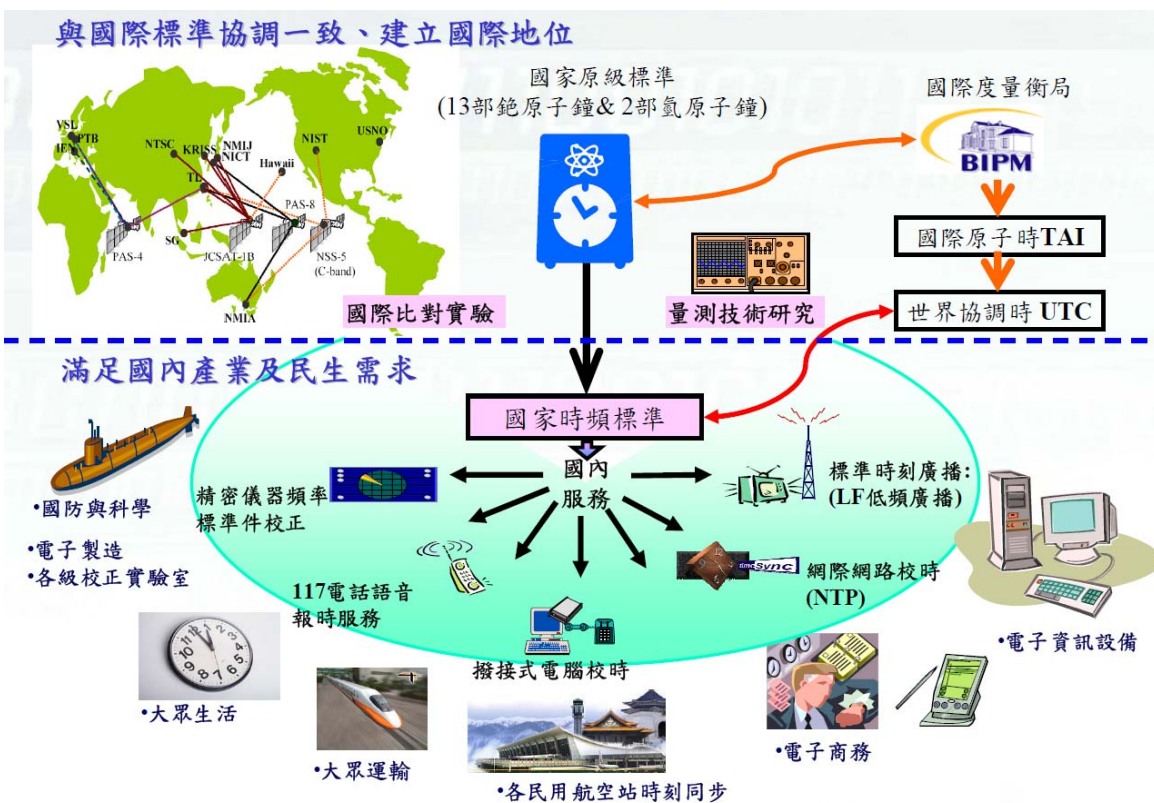 與國際標準協調一致、建立國際地位
國家原級標準
(13部銫原子鐘& 2部氫原子鐘)
國際度量衡局
BIPM
VSL
PTB
IEN
NTSC
KRISS
NMIJ
NICT
TL
Hawaii
NIST
USNO
SG
PAS-4
JCSAT-1B
PAS-8
NSS-5
(C-band)
NMIA
國際比對實驗
量測技術研究
國際原子時TAI
世界協調時 UTC
滿足國內產業及民生需求
國家時頻標準
國內
服務
精密儀器頻率
標準件校正
標準時刻廣播:
(LF低頻廣播)
•國防與科學
•電子製造
•各級校正實驗室
117電話語音
報時服務
timesync
網際網路校時
(NTP)
撥接式電腦校時
•電子資訊設備
•大眾生活
•大眾運輸
•各民用航空站時刻同步
•電子商務